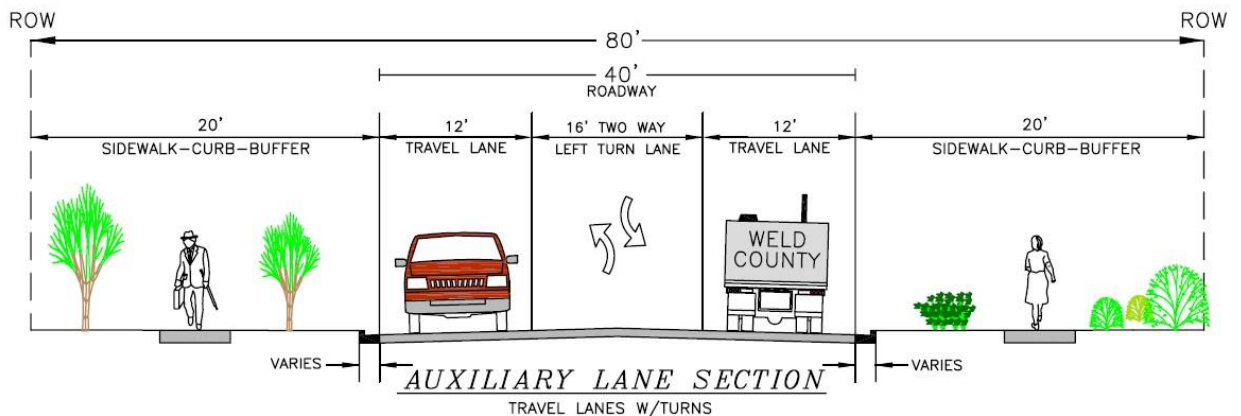 ROW
ROW
80'
40'
ROADWAY
20'
SIDEWALK-CURB-BUFFER
12'
TRAVEL LANE
16' TWO WAY
LEFT TURN LANE
12'
TRAVEL LANE
20'
SIDEWALK-CURB-BUFFER
WELD
COUNTY
VARIES
VARIES
AUXILIARY LANE SECTION
TRAVEL LANES W/TURNS